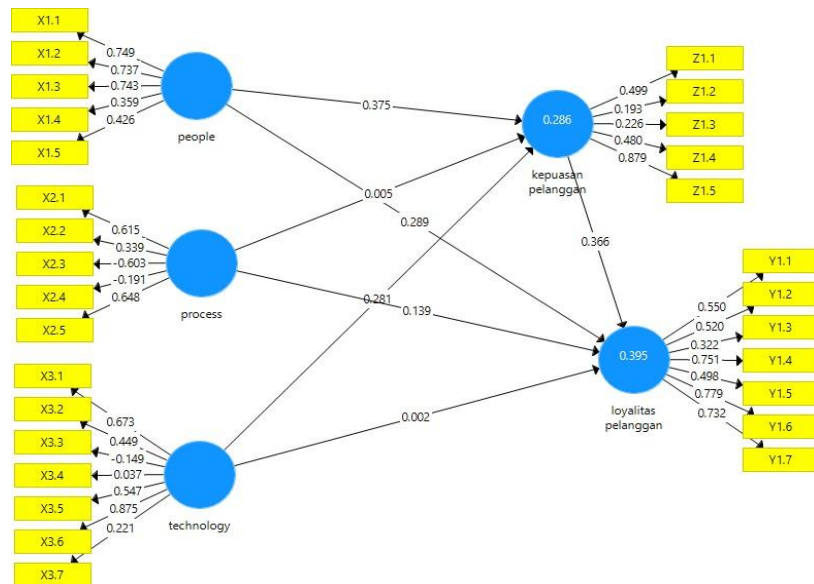 X1.1
X1.2
X1.3
X1.4
X1.5
0.749
0.737
0.743
0.359
0.426
people
X2.1
X2.2
X2.3
X2.4
X2.5
0.615
0.339
-0.603
-0.191
0.648
process
X3.1
X3.2
X3.3
X3.4
X3.5
X3.6
X3.7
0.673
0.449
-0.149
0.037
0.547
0.875
0.221
technology
0.375
0.005
0.289
0.281
0.139
0.002
0.286
kepuasan
pelanggan
0.366
0.395
loyalitas
pelanggan
0.499
0.193
0.226
0.480
0.879
Z1.1
Z1.2
Z1.3
Z1.4
Z1.5
0.550
0.520
0.322
0.751
0.498
0.779
0.732
Y1.1
Y1.2
Y1.3
Y1.4
Y1.5
Y1.6
Y1.7